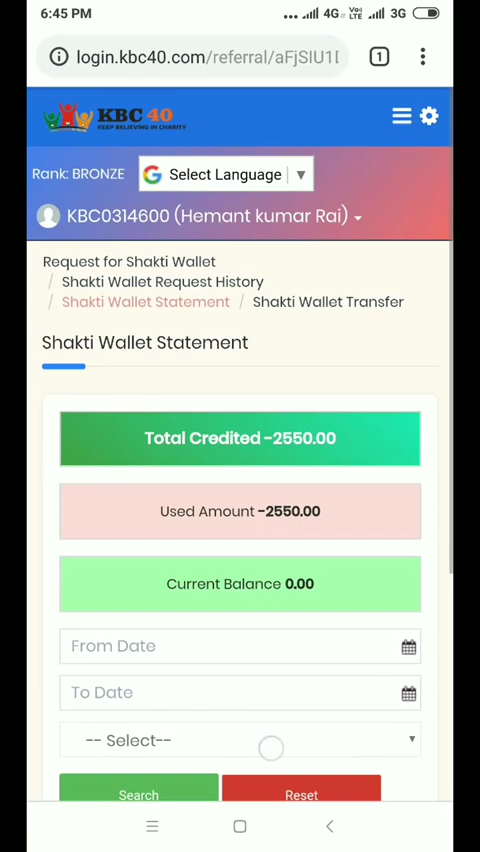 6:45 PM
4G VoLTE 3G
login.kbc40.com/referral/aFjSIU1
1
KBC 40
KEEP BELIEVING IN CHARITY
Rank: BRONZE
Select Language ▼
KBC0314600 (Hemant kumar Rai)
Request for Shakti Wallet
/ Shakti Wallet Request History
/ Shakti Wallet Statement / Shakti Wallet Transfer
Shakti Wallet Statement
Total Credited -2550.00
Used Amount -2550.00
Current Balance 0.00
From Date
To Date
-- Select--
Search Reset